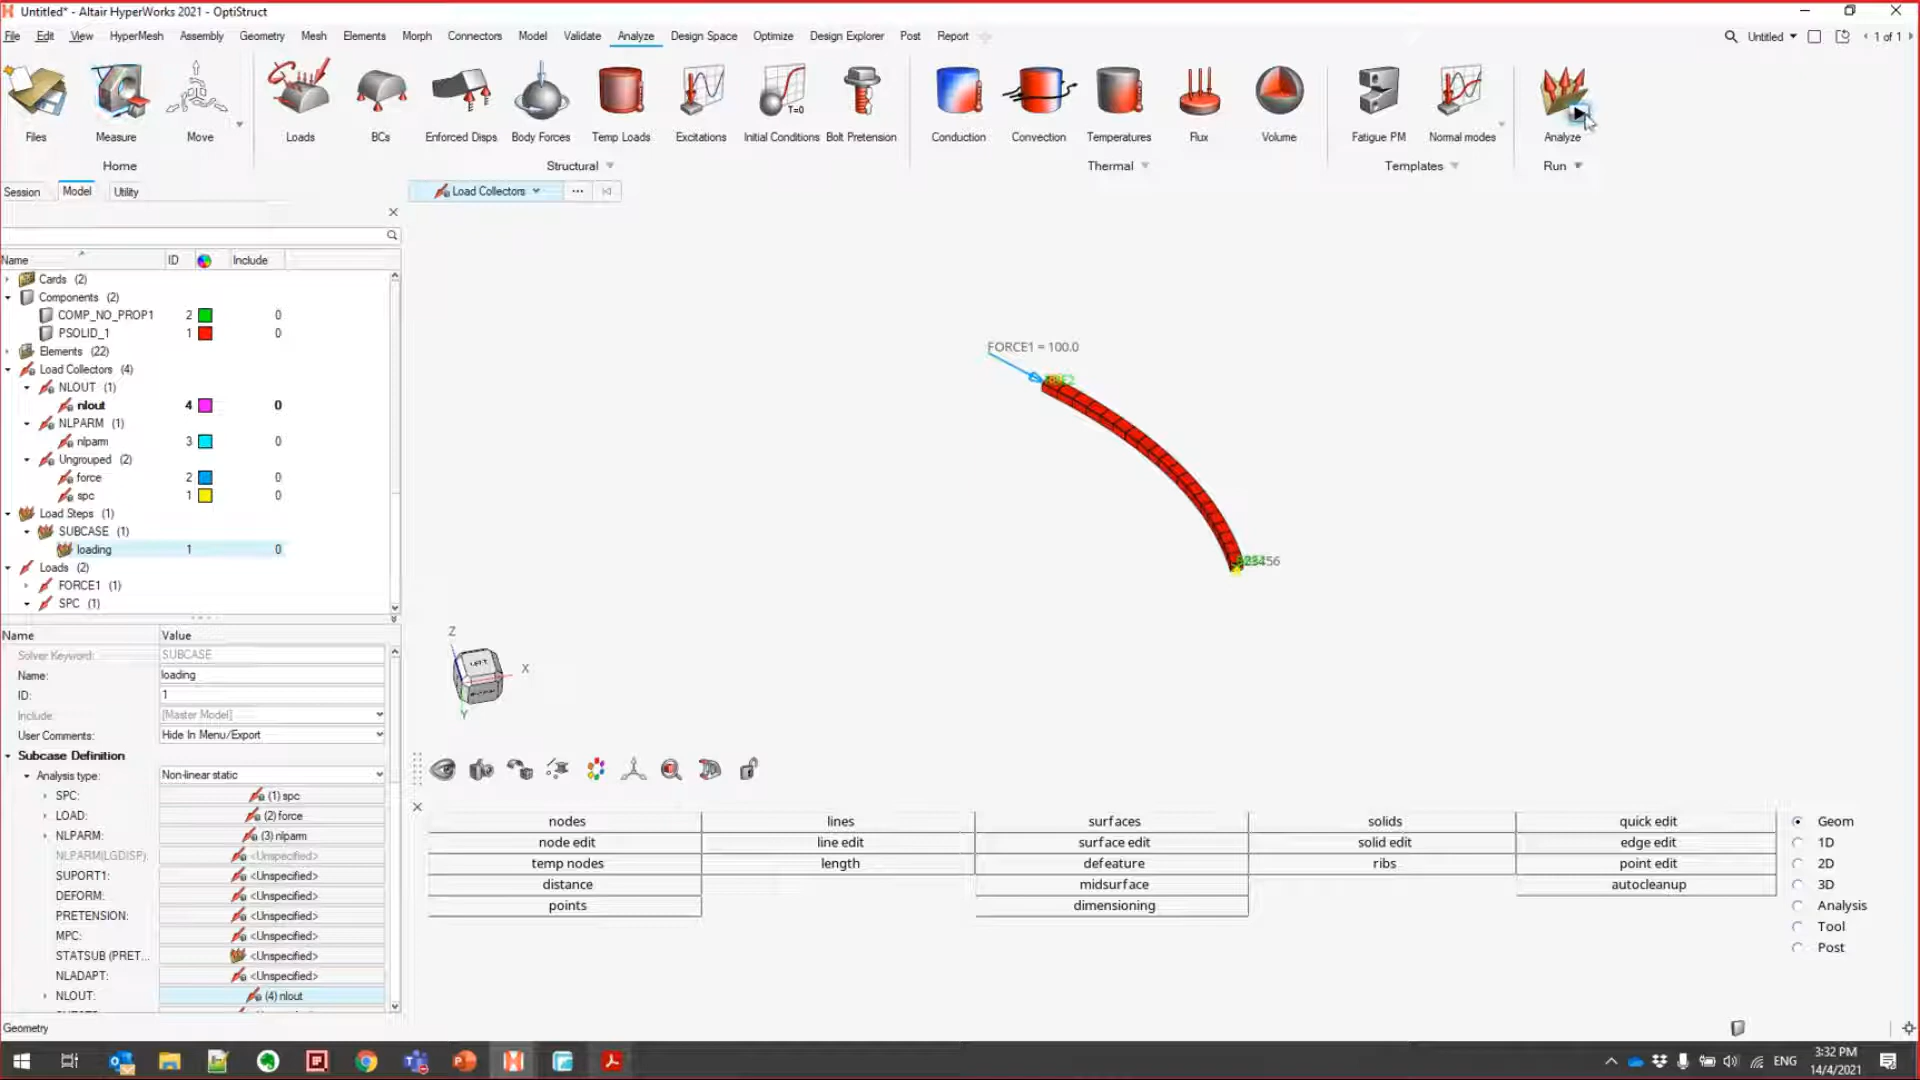 Untitled* - Altair HyperWorks 2021 - OptiStruct
File Edit View HyperMesh Assembly Geometry Mesh Elements Morph Connectors Model Validate Analyze Design Space Optimize Design Explorer Post Report Untitled 1 of 1
T=0
Files Measure Move Loads BCs Enforced Disps Body Forces Temp Loads Excitations Initial Conditions Bolt Pretension Conduction Convection Temperatures Flux Volume Fatigue PM Normal modes Analyze
Home Structural Thermal Templates Run
Session Model Utility Load Collectors ...
Name ID Include
Cards (2)
Components (2)
COMP_NO_PROP1 2 0
PSOLID_1 1 0
Elements (22)
Load Collectors (4)
NLOUT (1)
nlout 4 0
NLPARM (1)
nlparm 3 0
Ungrouped (2)
force 2 0
spc 1 0
Load Steps (1)
SUBCASE (1)
loading 1 0
Loads (2)
FORCE1 (1)
SPC (1)
FORCE1 = 100.0
Z
X
Y
LEFT
Name Value
Solver Keyword: SUBCASE
Name: loading
ID: 1
Include: [Master Model]
User Comments: Hide In Menu/Export
Subcase Definition
Analysis type: Non-linear static
SPC: (1) spc
LOAD: (2) force
NLPARM: (3) nlparm
NLPARM(LGDISP): <Unspecified>
SUPORT1: <Unspecified>
DEFORM: <Unspecified>
PRETENSION: <Unspecified>
MPC: <Unspecified>
STATSUB (PRET... <Unspecified>
NLADAPT: <Unspecified>
NLOUT: (4) nlout
nodes lines surfaces solids quick edit Geom
node edit line edit surface edit solid edit edge edit 1D
temp nodes length defeature ribs point edit 2D
distance midsurface autocleanup 3D
points dimensioning Analysis
Tool
Post
Geometry
ENG
3:32 PM
14/4/2021